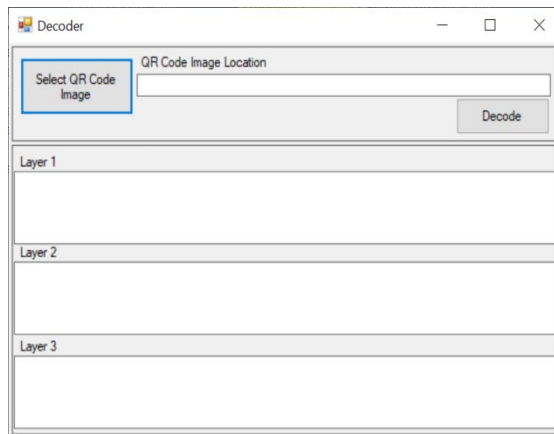 Decoder
QR Code Image Location
Select QR Code
Image
Decode
Layer 1
Layer 2
Layer 3